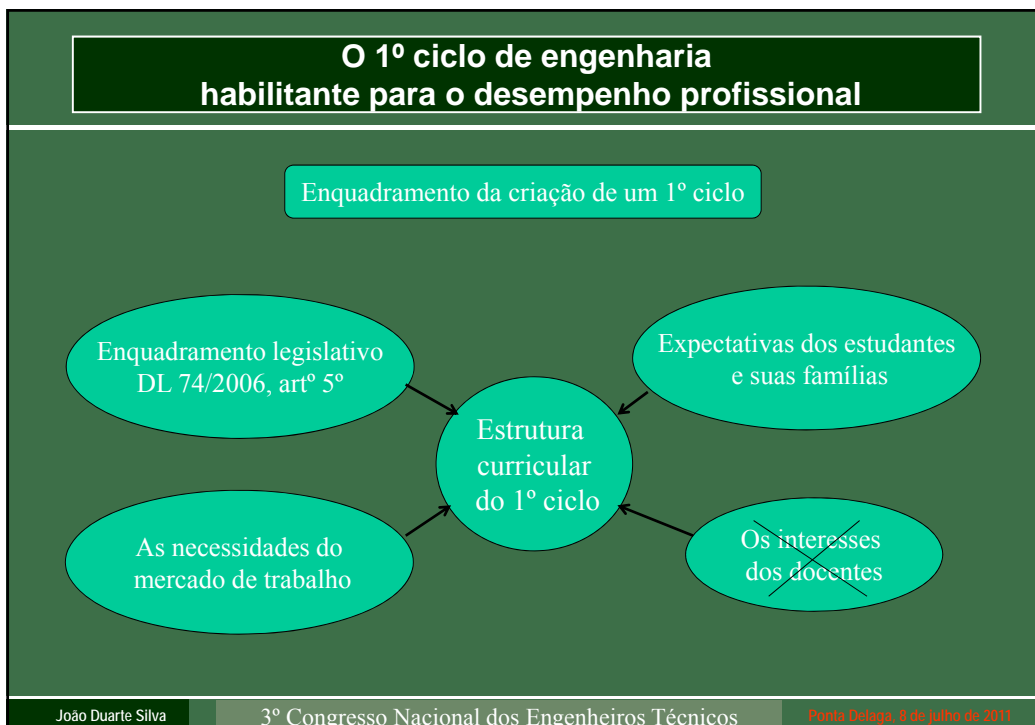 O 1º ciclo de engenharia
habilitante para o desempenho profissional
Enquadramento da criação de um 1º ciclo
Enquadramento legislativo
DL 74/2006, artº 5º
Expectativas dos estudantes
e suas famílias
Estrutura
curricular
do 1º ciclo
As necessidades do
mercado de trabalho
Os interesses
dos docentes
João Duarte Silva
3º Congresso Nacional dos Engenheiros Técnicos
Ponta Delaga, 8 de julho de 2011